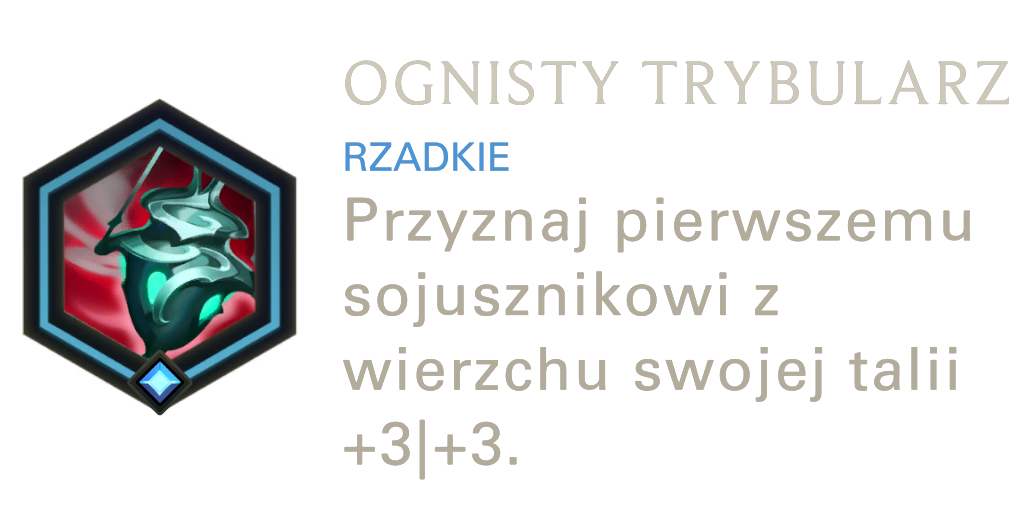 OGNISTY TRYBULARZ
RZADKIE
Przyznaj pierwszemu
sojusznikowi z
wierzchu swojej talii
+3|+3.